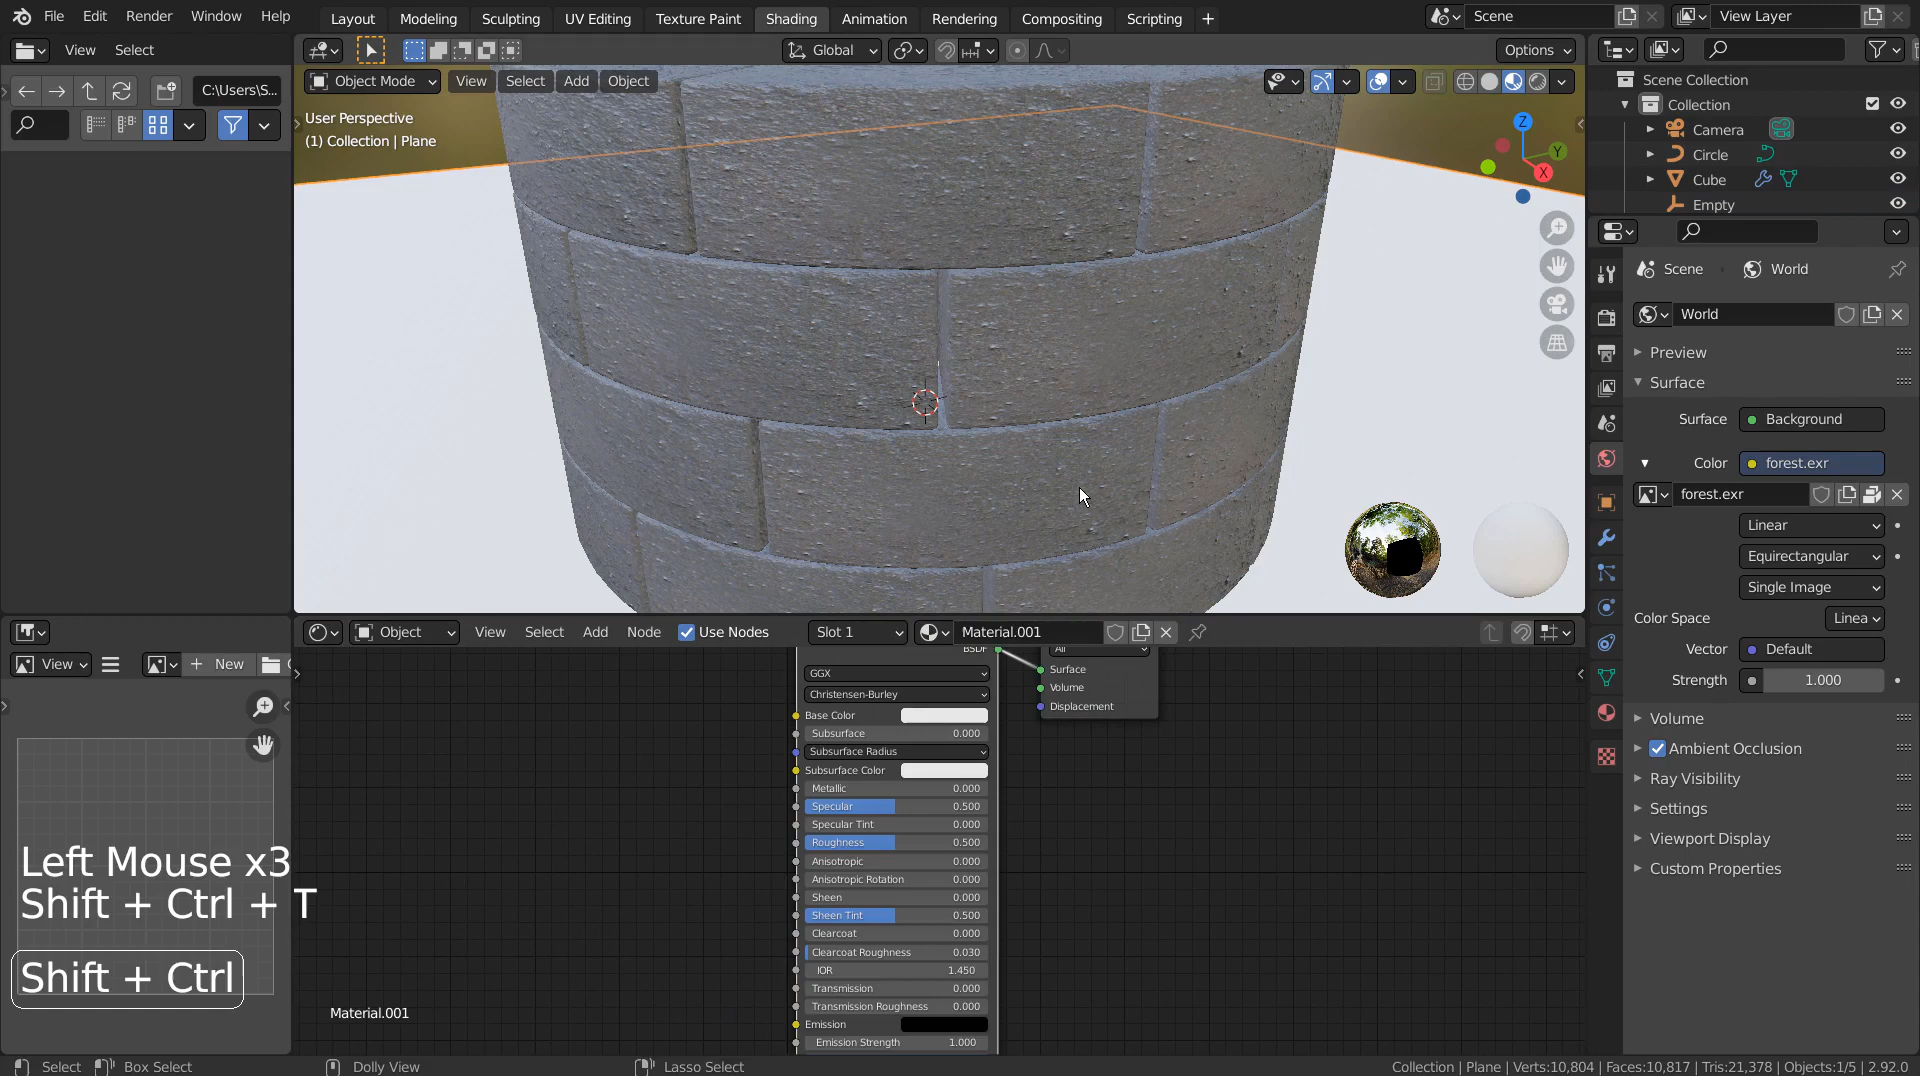 File Edit Render Window Help Layout Modeling Sculpting UV Editing Texture Paint Shading Animation Rendering Compositing Scripting + Scene View Layer
View Select Global Options
C:\Users\S... Object Mode View Select Add Object
User Perspective
(1) Collection | Plane
Z
Y
X
Scene Collection
Collection
Camera
Circle
Cube
Empty
Scene World
World
Preview
Surface
Surface Background
Color forest.exr
forest.exr
Linear
Equirectangular
Single Image
Color Space Linea
Vector Default
Strength 1.000
Volume
Ambient Occlusion
Ray Visibility
Settings
Viewport Display
Custom Properties
Object View Select Add Node Use Nodes Slot 1 Material.001
View New
BSDF
GGX
Christensen-Burley
Base Color
Subsurface 0.000
Subsurface Radius
Subsurface Color
Metallic 0.000
Specular 0.500
Specular Tint 0.000
Roughness 0.500
Anisotropic 0.000
Anisotropic Rotation 0.000
Sheen 0.000
Sheen Tint 0.500
Clearcoat 0.000
Clearcoat Roughness 0.030
IOR 1.450
Transmission 0.000
Transmission Roughness 0.000
Emission
Emission Strength 1.000
All
Surface
Volume
Displacement
Left Mouse x3
Shift + Ctrl + T
Shift + Ctrl
Material.001
Select Box Select Dolly View Lasso Select Collection | Plane | Verts:10,804 | Faces:10,817 | Tris:21,378 | Objects:1/5 | 2.92.0